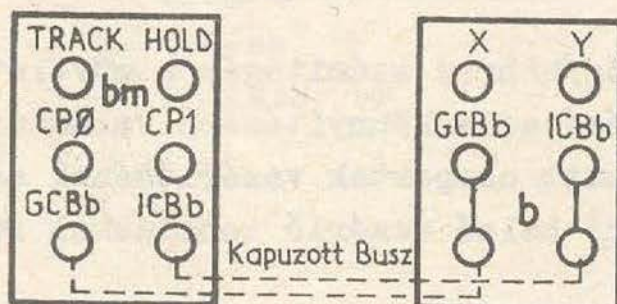 TRACK HOLD
bm
CPØ CP1
GCBb ICBb
X Y
GCBb ICBb
b
Kapuzott Busz